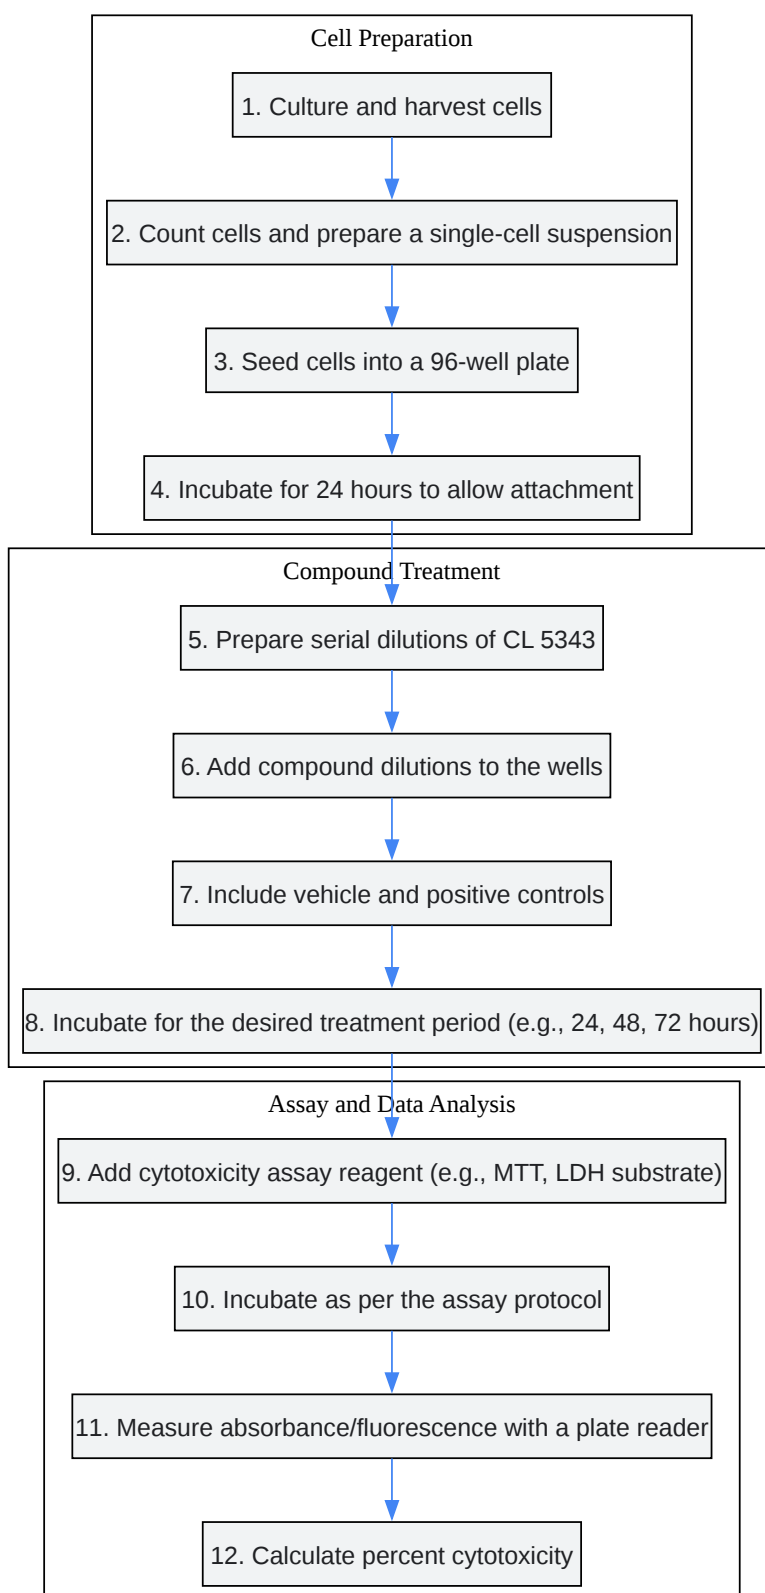 Cell Preparation
1. Culture and harvest cells
2. Count cells and prepare a single-cell suspension
3. Seed cells into a 96-well plate
4. Incubate for 24 hours to allow attachment
Compound Treatment
5. Prepare serial dilutions of CL 5343
6. Add compound dilutions to the wells
7. Include vehicle and positive controls
8. Incubate for the desired treatment period (e.g., 24, 48, 72 hours)
Assay and Data Analysis
9. Add cytotoxicity assay reagent (e.g., MTT, LDH substrate)
10. Incubate as per the assay protocol
11. Measure absorbance/fluorescence with a plate reader
12. Calculate percent cytotoxicity